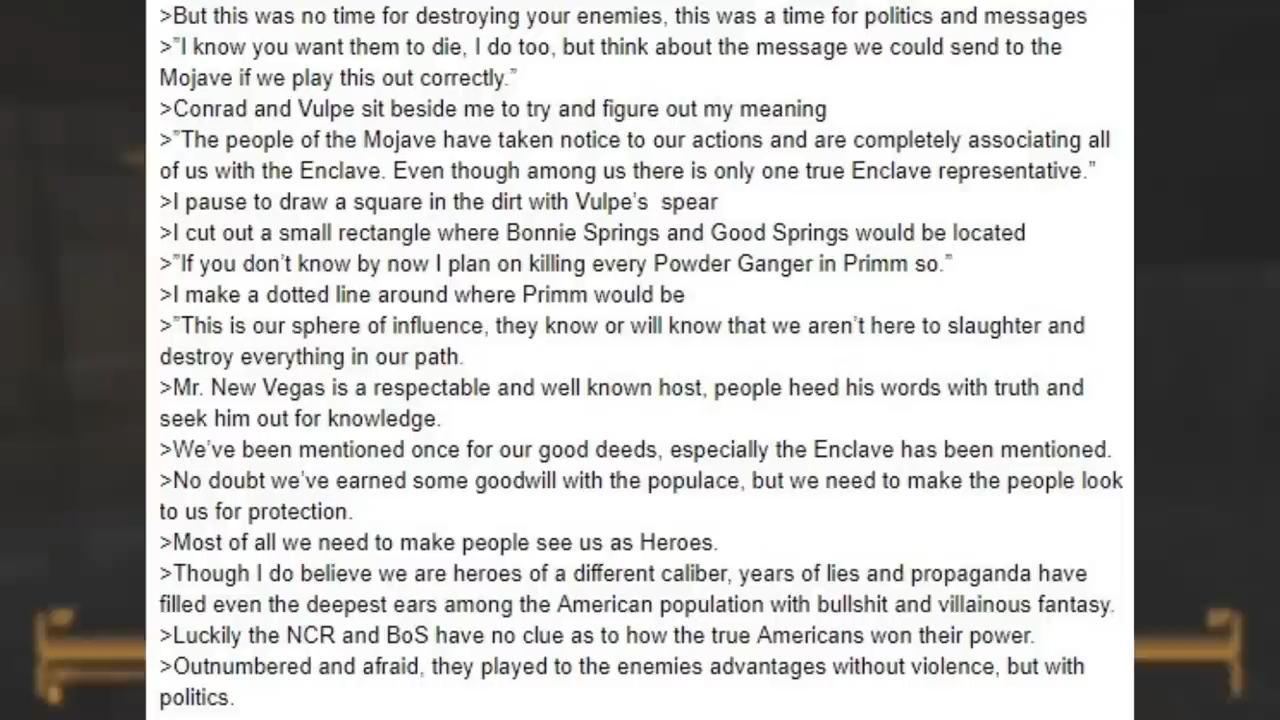 >But this was no time for destroying your enemies, this was a time for politics and messages
>"I know you want them to die, I do too, but think about the message we could send to the
Mojave if we play this out correctly."
>Conrad and Vulpe sit beside me to try and figure out my meaning
>"The people of the Mojave have taken notice to our actions and are completely associating all
of us with the Enclave. Even though among us there is only one true Enclave representative."
>I pause to draw a square in the dirt with Vulpe's  spear
>I cut out a small rectangle where Bonnie Springs and Good Springs would be located
>"If you don't know by now I plan on killing every Powder Ganger in Primm so."
>I make a dotted line around where Primm would be
>"This is our sphere of influence, they know or will know that we aren't here to slaughter and
destroy everything in our path.
>Mr. New Vegas is a respectable and well known host, people heed his words with truth and
seek him out for knowledge.
>We've been mentioned once for our good deeds, especially the Enclave has been mentioned.
>No doubt we've earned some goodwill with the populace, but we need to make the people look
to us for protection.
>Most of all we need to make people see us as Heroes.
>Though I do believe we are heroes of a different caliber, years of lies and propaganda have
filled even the deepest ears among the American population with bullshit and villainous fantasy.
>Luckily the NCR and BoS have no clue as to how the true Americans won their power.
>Outnumbered and afraid, they played to the enemies advantages without violence, but with
politics.